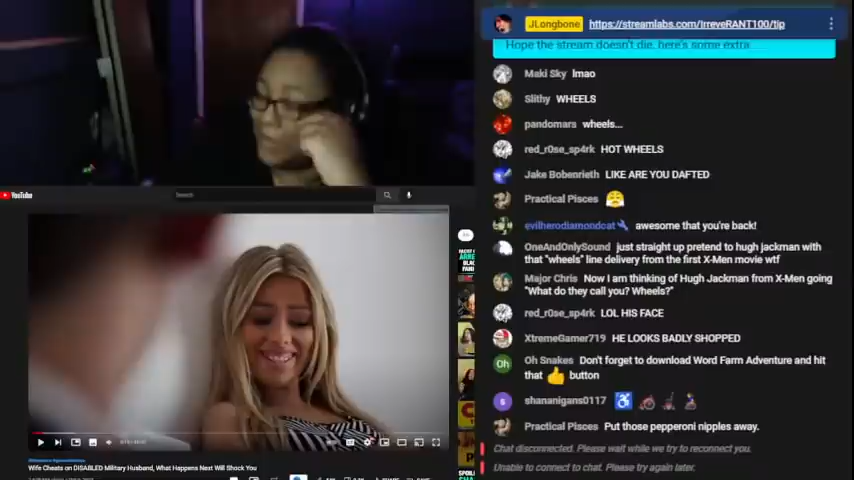 JLongbone https://streamlabs.com/IrreveRANT100/tip
Hope the stream doesn't die, here's some extra
Maki Sky lmao
Slithy WHEELS
pandomars wheels...
red_r0se_sp4rk HOT WHEELS
Jake Bobenrieth LIKE ARE YOU DAFTED
Practical Pisces
evilherodiamondcat awesome that you're back!
OneAndOnlySound just straight up pretend to hugh jackman with
that "wheels" line delivery from the first X-Men movie wtf
Major Chris Now I am thinking of Hugh Jackman from X-Men going
"What do they call you? Wheels?"
red_r0se_sp4rk LOL HIS FACE
XtremeGamer719 HE LOOKS BADLY SHOPPED
Oh Oh Snakes Don't forget to download Word Farm Adventure and hit
that button
S shananigans0117
Practical Pisces Put those pepperoni nipples away.
Chat disconnected. Please wait while we try to reconnect you.
Unable to connect to chat. Please try again later.
YouTube
Search
Wife Cheats on DISABLED Military Husband, What Happens Next Will Shock You